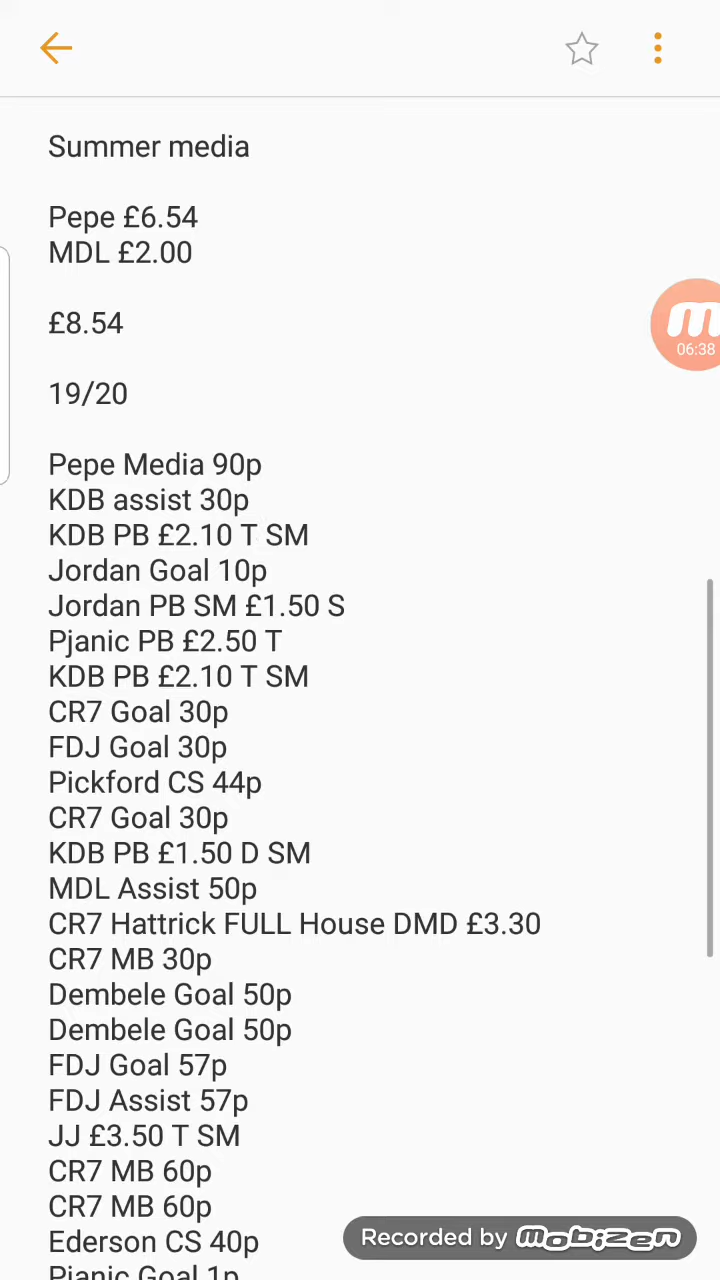 Summer media
Pepe £6.54
MDL £2.00
£8.54
19/20
Pepe Media 90p
KDB assist 30p
KDB PB £2.10 T SM
Jordan Goal 10p
Jordan PB SM £1.50 S
Pjanic PB £2.50 T
KDB PB £2.10 T SM
CR7 Goal 30p
FDJ Goal 30p
Pickford CS 44p
CR7 Goal 30p
KDB PB £1.50 D SM
MDL Assist 50p
CR7 Hattrick FULL House DMD £3.30
CR7 MB 30p
Dembele Goal 50p
Dembele Goal 50p
FDJ Goal 57p
FDJ Assist 57p
JJ £3.50 T SM
CR7 MB 60p
CR7 MB 60p
Ederson CS 40p
Pjanic Goal 1p
06:38
Recorded by mobizen